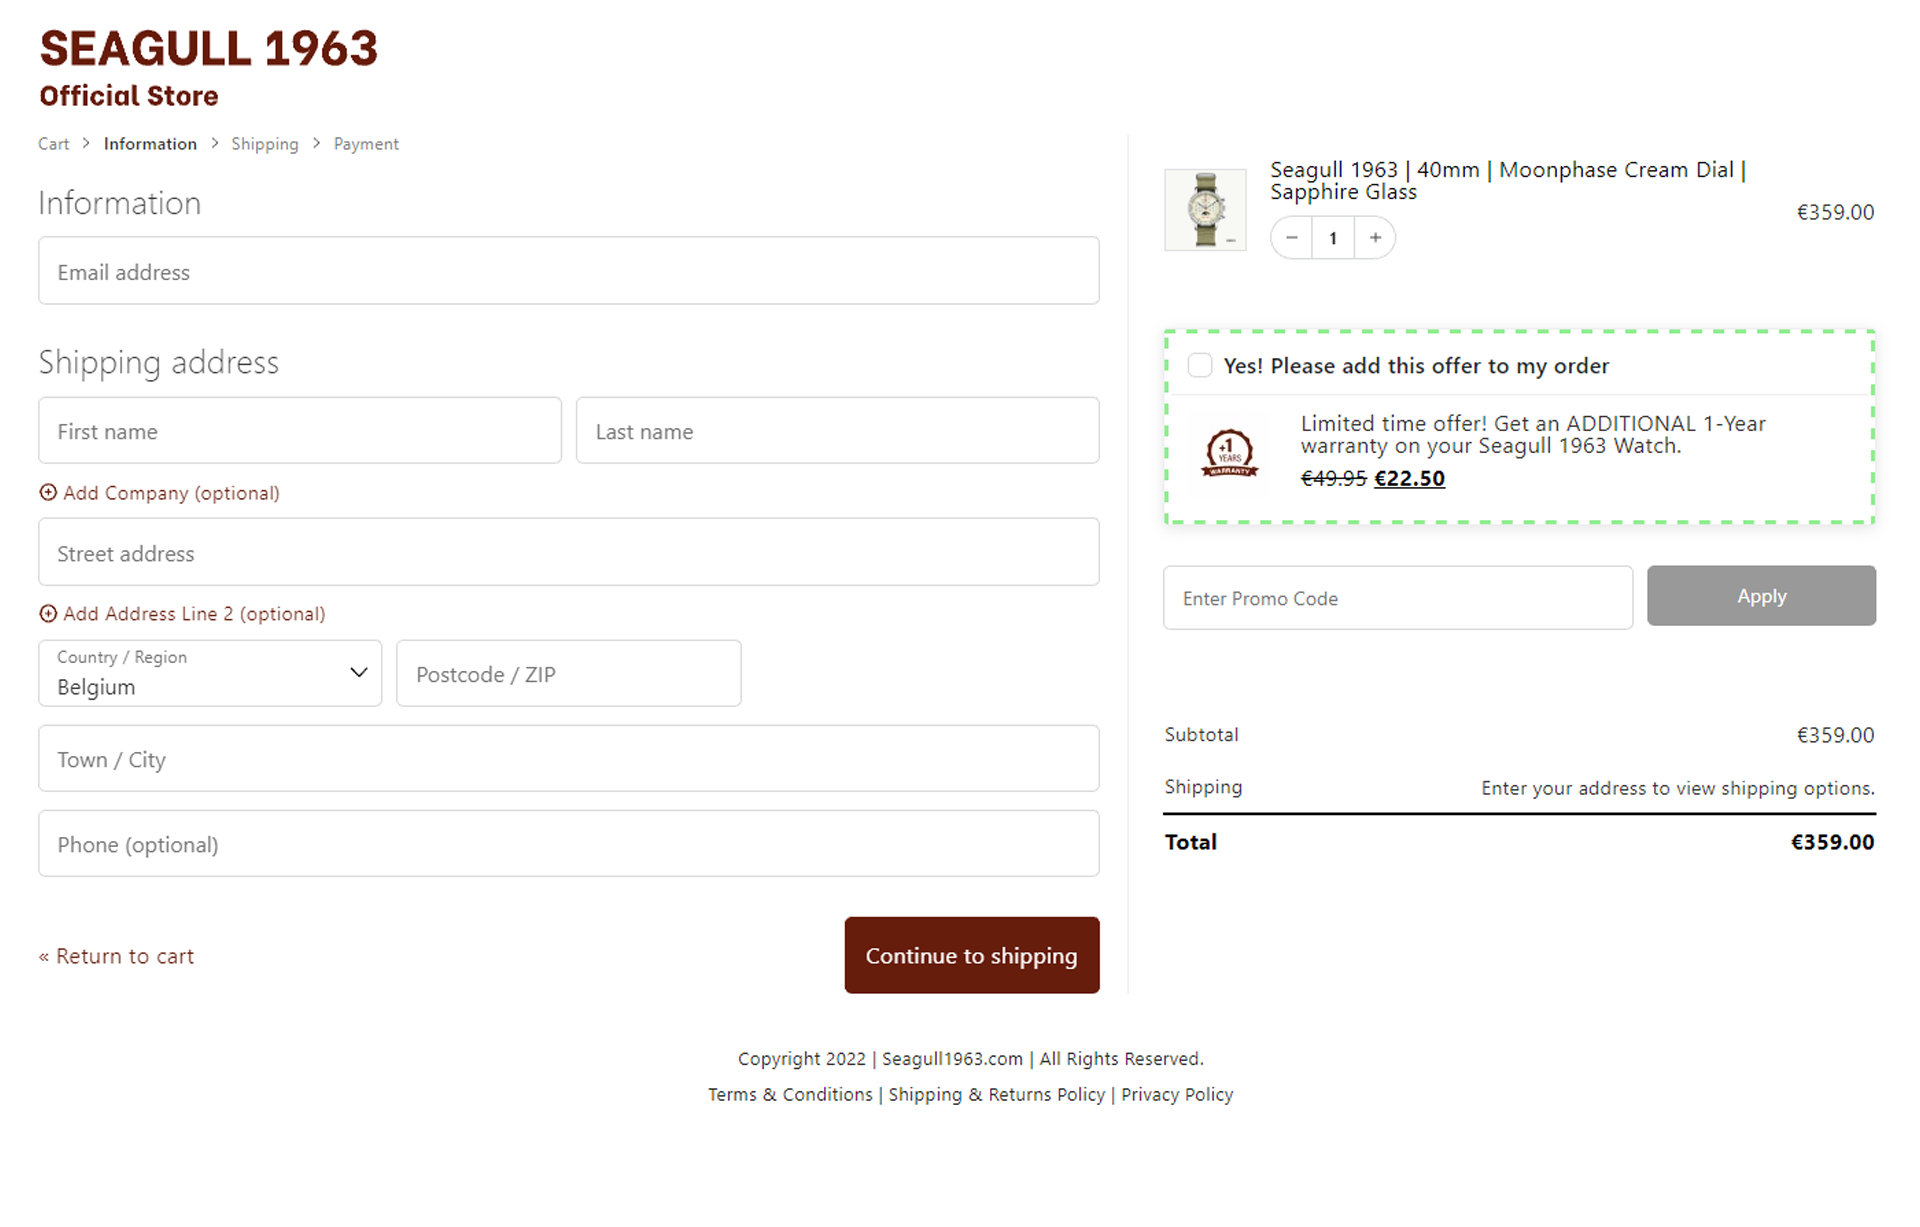 SEAGULL 1963
Official Store
Cart > Information > Shipping > Payment
Information
Email address
Shipping address
First name
Last name
Add Company (optional)
Street address
Add Address Line 2 (optional)
Country / Region
Belgium
Postcode / ZIP
Town / City
Phone (optional)
« Return to cart
Continue to shipping
Seagull 1963 | 40mm | Moonphase Cream Dial |
Sapphire Glass
€359.00
− 1 +
Yes! Please add this offer to my order
+1
YEARS
WARRANTY
Limited time offer! Get an ADDITIONAL 1-Year
warranty on your Seagull 1963 Watch.
€49.95 €22.50
Enter Promo Code
Apply
Subtotal €359.00
Shipping Enter your address to view shipping options.
Total €359.00
Copyright 2022 | Seagull1963.com | All Rights Reserved.
Terms & Conditions | Shipping & Returns Policy | Privacy Policy